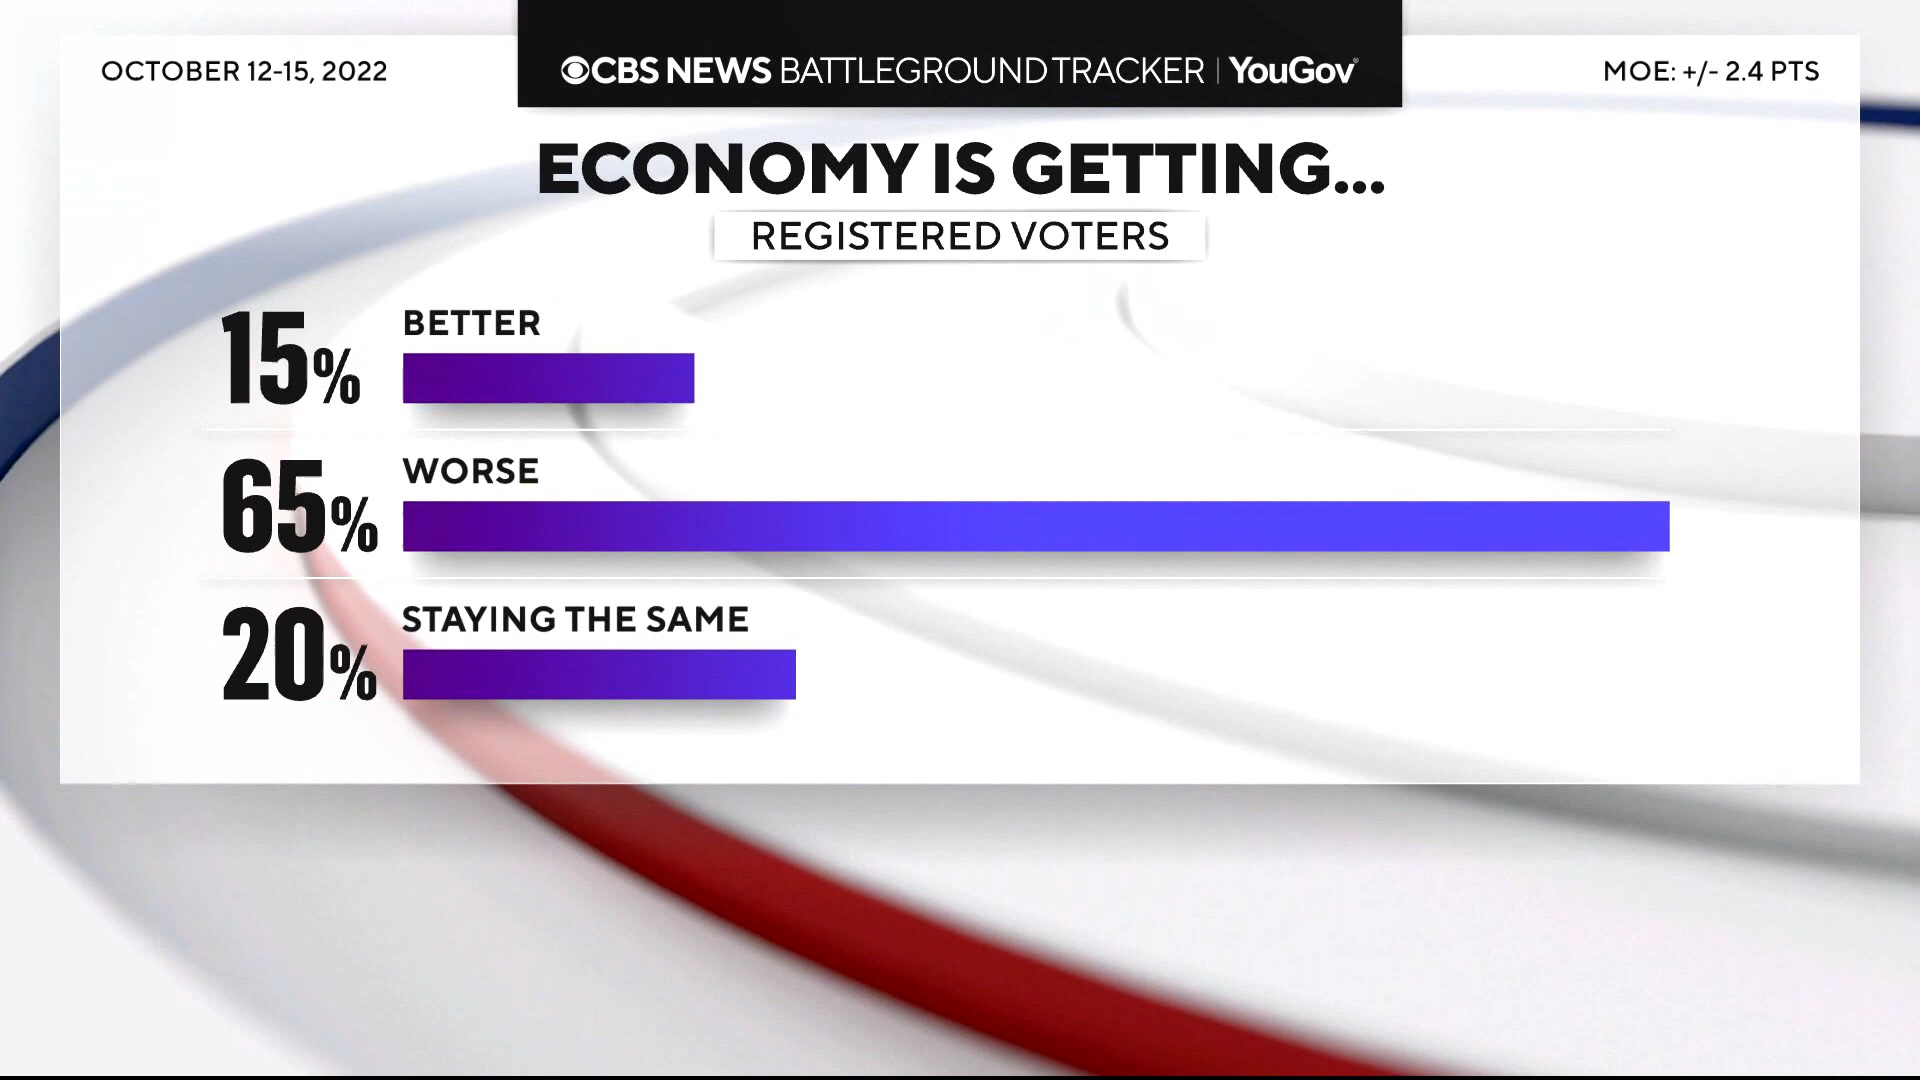 OCTOBER 12-15, 2022
CBS NEWS BATTLEGROUND TRACKER | YouGov®
MOE: +/- 2.4 PTS
ECONOMY IS GETTING...
REGISTERED VOTERS
15% BETTER
65% WORSE
20% STAYING THE SAME